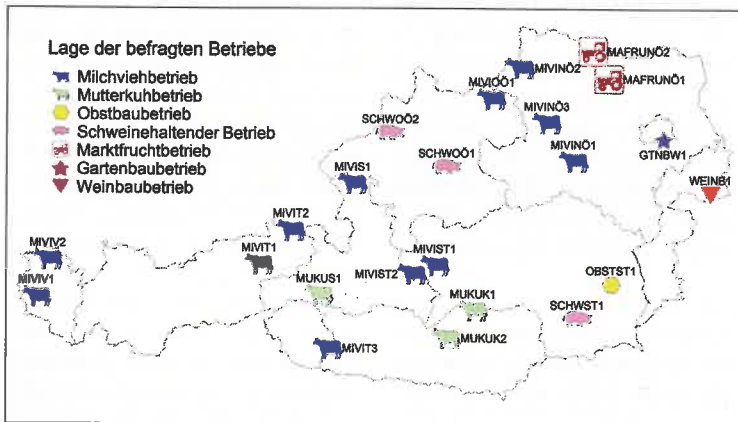 Lage der befragten Betriebe
Milchviehbetrieb
Mutterkuhbetrieb
Obstbaubetrieb
Schweinehaltender Betrieb
Marktfruchtbetrieb
Gartenbaubetrieb
Weinbaubetrieb
MAFRUNÖ2
MIVINÖ2
MAFRUNÖ1
MIVIOÖ1
MIVINÖ3
SCHWOÖ2
GTNBW1
SCHWOÖ1
MIVINÖ1
MIVIS1
WEINB1
MIVIT2
MIVIV2
MIVIT1
MIVIST1
MIVIST2
MIVIV1
MUKUS1
OBSTST1
MUKUK1
SCHWST1
MUKUK2
MIVIT3